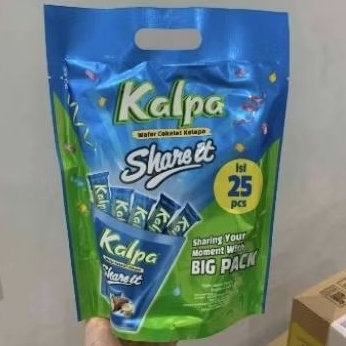 Kalpa
Wafer Cokelat Kelapa
Share it
Isi
25
pcs
Sharing Your
Moment With
BIG PACK
Kalpa
Share it